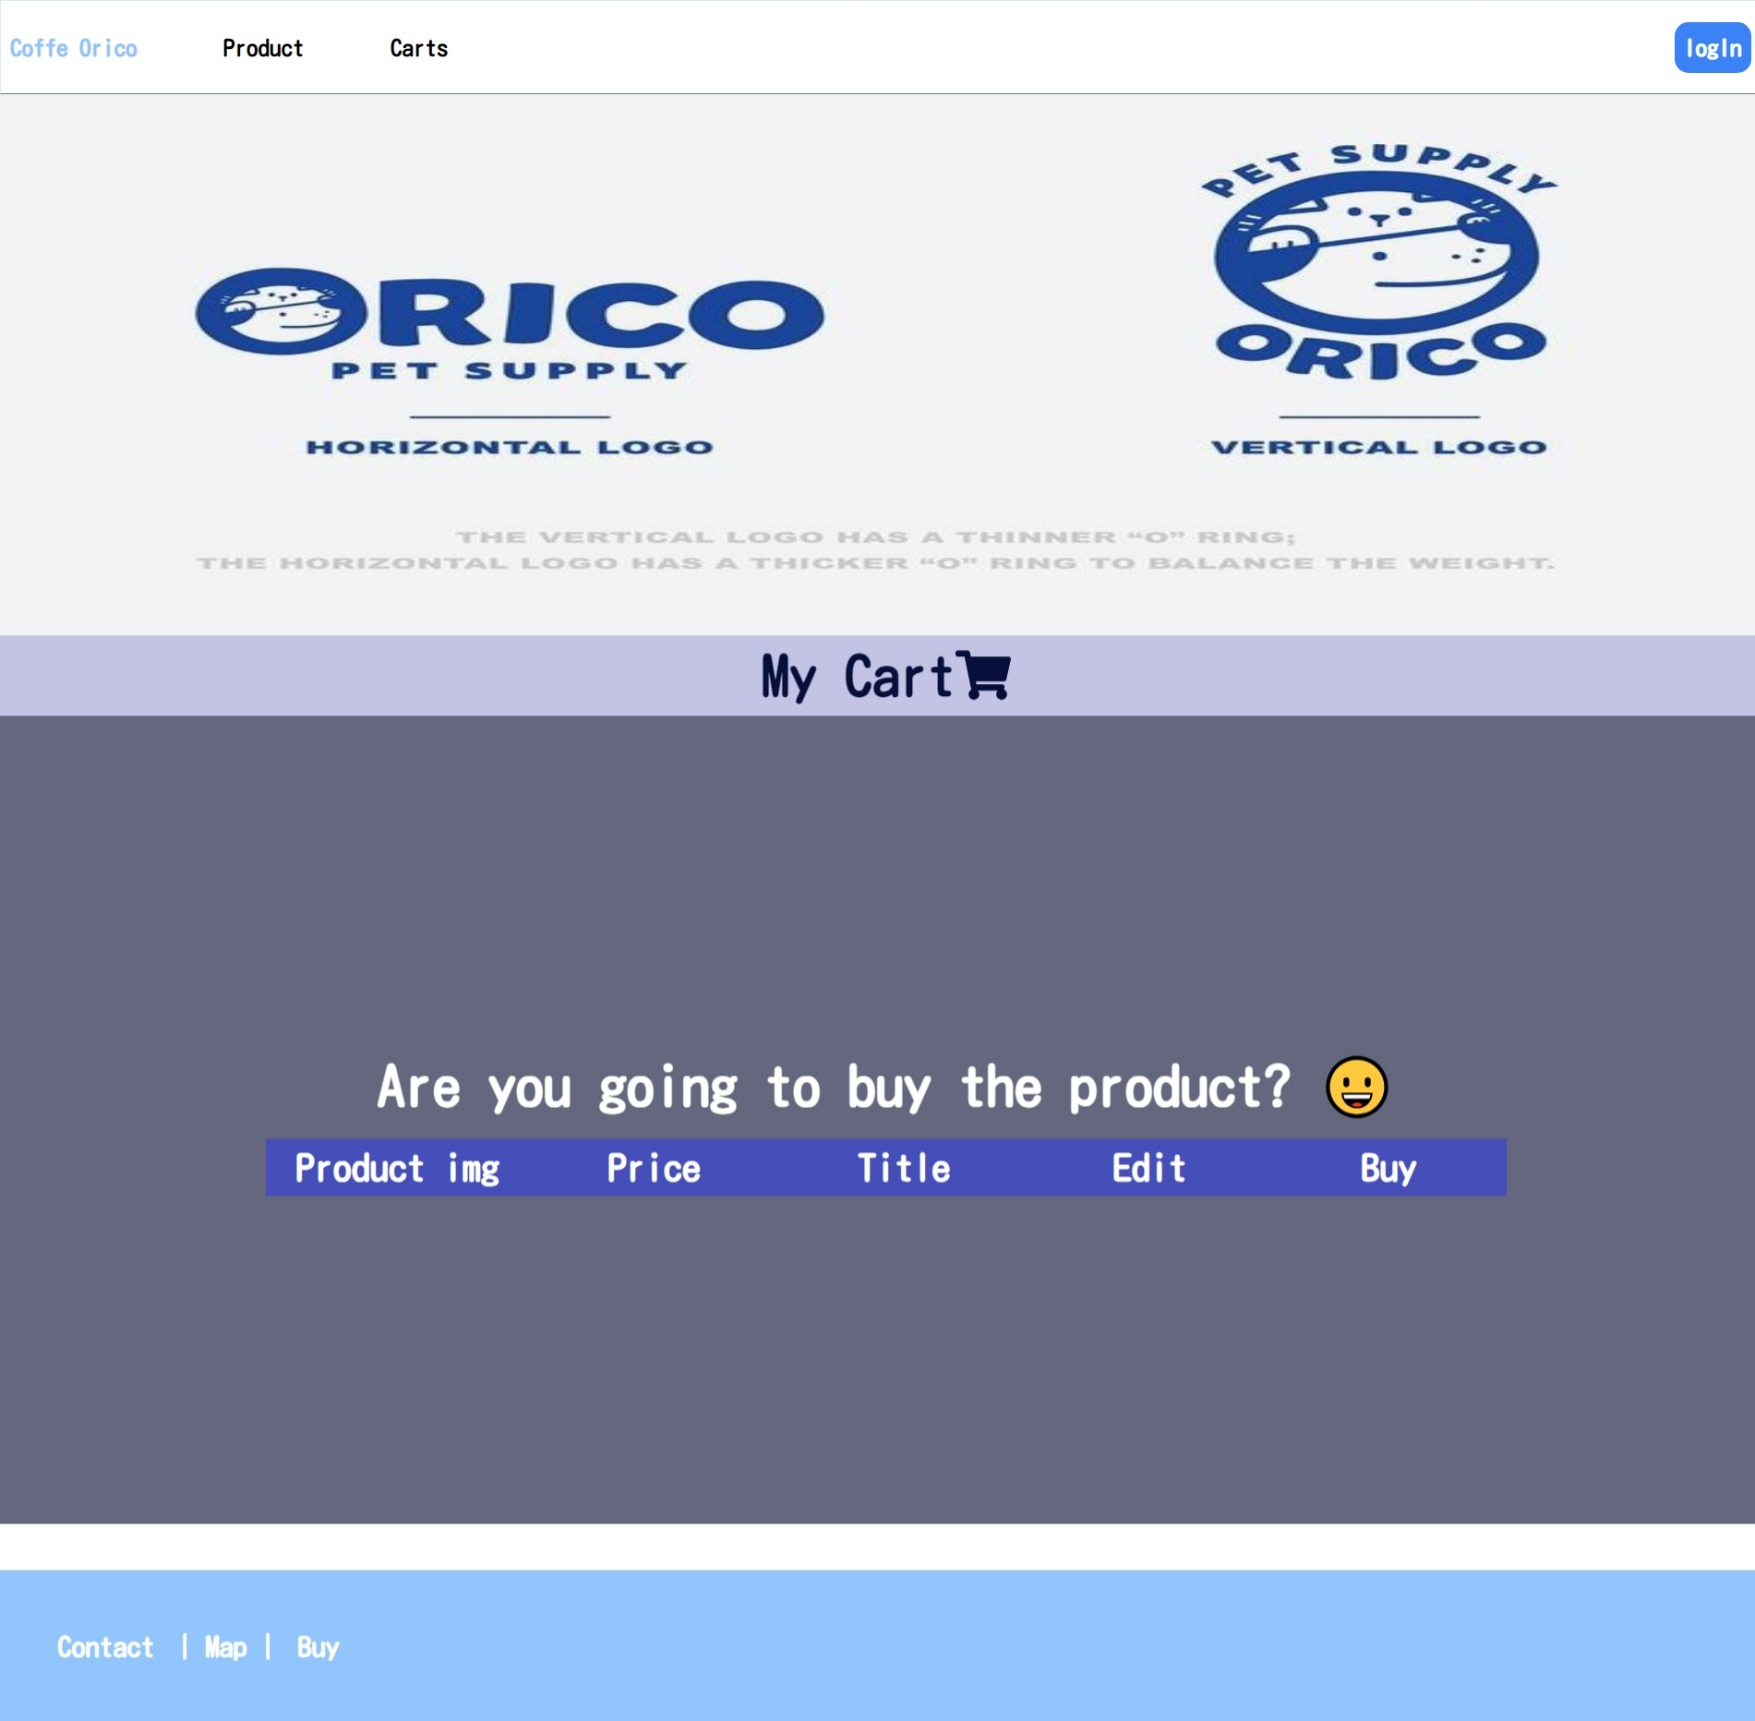 Coffe Orico Product Carts logIn
PET SUPPLY
ORICO
ORICO
PET SUPPLY
HORIZONTAL LOGO VERTICAL LOGO
THE VERTICAL LOGO HAS A THINNER “O” RING;
THE HORIZONTAL LOGO HAS A THICKER “O” RING TO BALANCE THE WEIGHT.
My Cart
Are you going to buy the product? 😀
Product img Price Title Edit Buy
Contact | Map | Buy